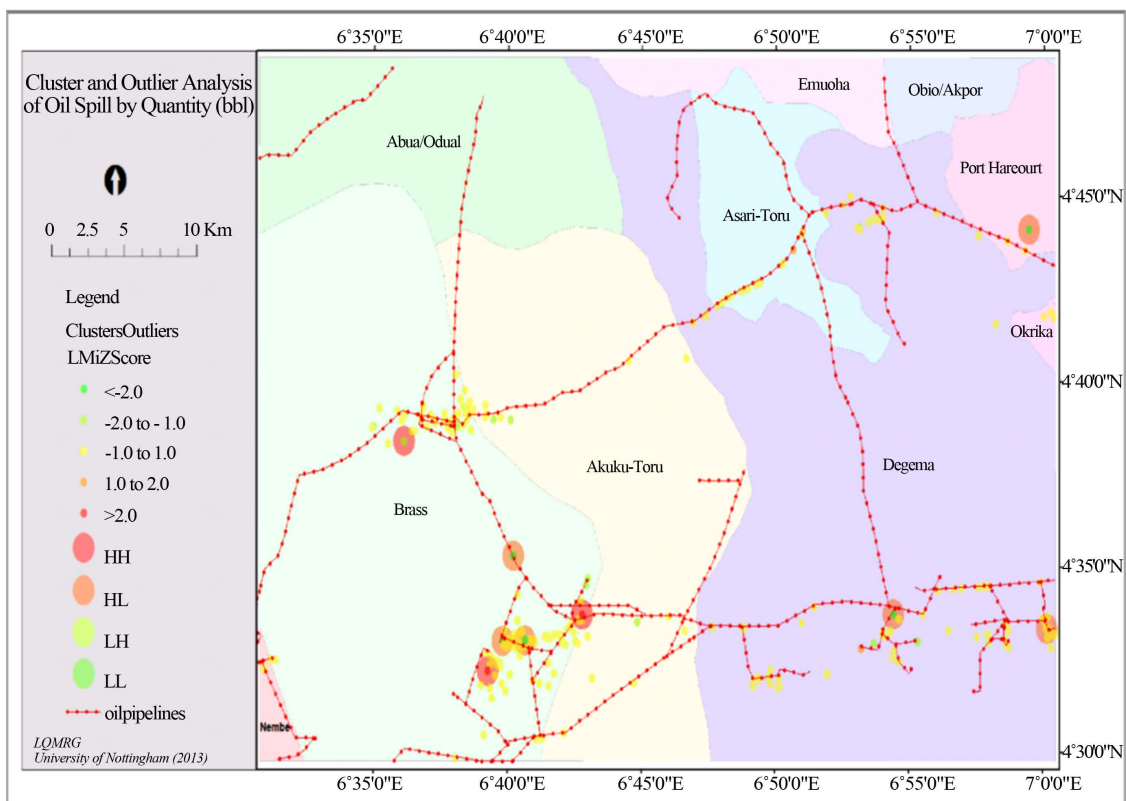 6°35'0"E 6°40'0"E 6°45'0"E 6°50'0"E 6°55'0"E 7°0'0"E
Cluster and Outlier Analysis
of Oil Spill by Quantity (bbl)
0 2.5 5 10 Km
Legend
ClustersOutliers
LMiZScore
<-2.0
-2.0 to - 1.0
-1.0 to 1.0
1.0 to 2.0
>2.0
HH
HL
LH
LL
oilpipelines
LQMRG
University of Nottingham (2013)
Emuoha
Obio/Akpor
Abua/Odual
Port Hareourt
Asari-Toru
Okrika
Akuku-Toru
Degema
Brass
Nembe
4°45'0"N
4°40'0"N
4°35'0"N
4°30'0"N
6°35'0"E 6°40'0"E 6°45'0"E 6°50'0"E 6°55'0"E 7°0'0"E